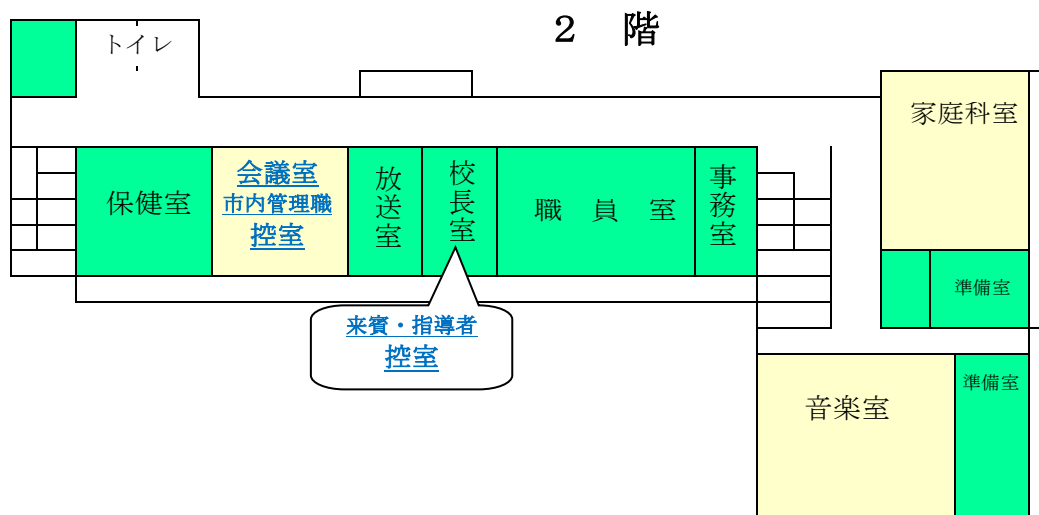 2 階
トイレ
家庭科室
保健室
会議室
市内管理職
控室
放送室
校長室
職員室
事務室
準備室
来賓・指導者
控室
音楽室
準備室